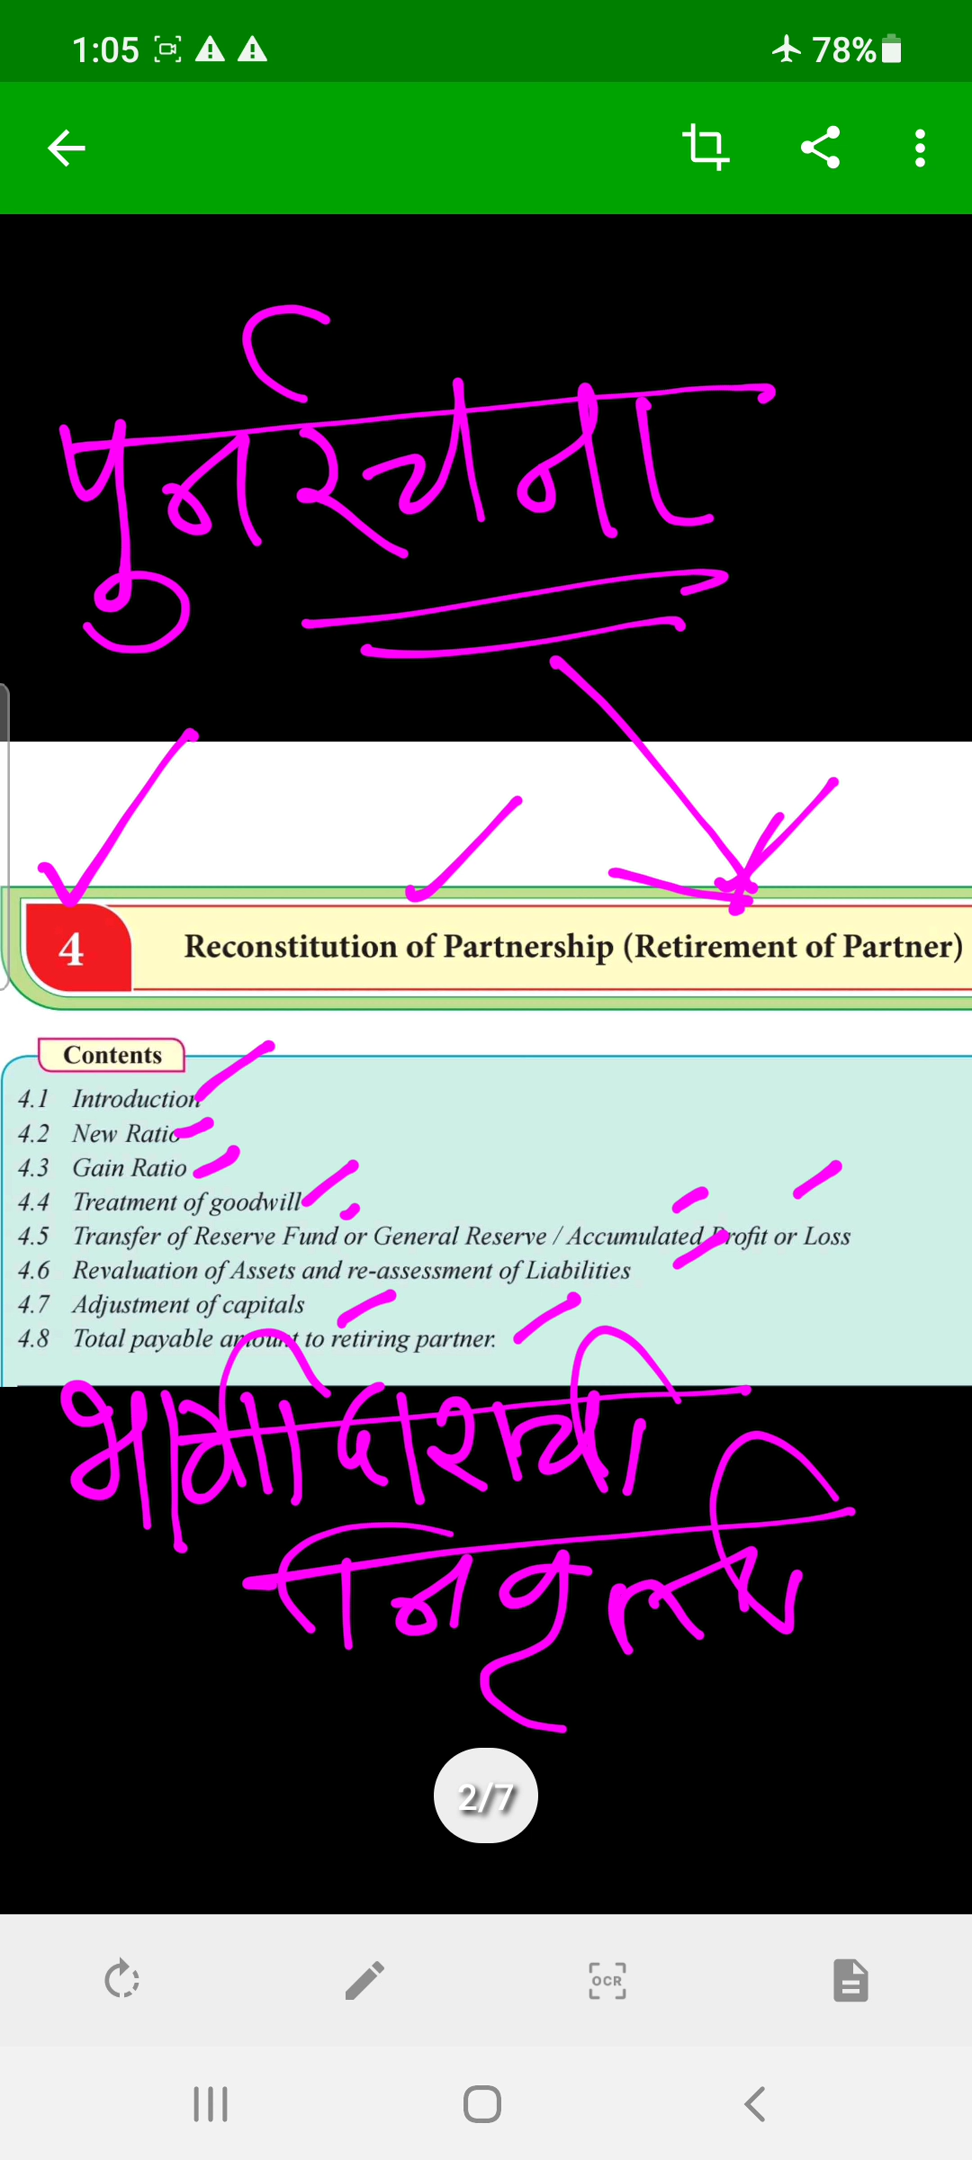 1:05 78%
पुर्नरचना
4 Reconstitution of Partnership (Retirement of Partner)
Contents
4.1 Introduction
4.2 New Ratio
4.3 Gain Ratio
4.4 Treatment of goodwill
4.5 Transfer of Reserve Fund or General Reserve / Accumulated Profit or Loss
4.6 Revaluation of Assets and re-assessment of Liabilities
4.7 Adjustment of capitals
4.8 Total payable amount to retiring partner.
भागीदाराची
2/7
OCR